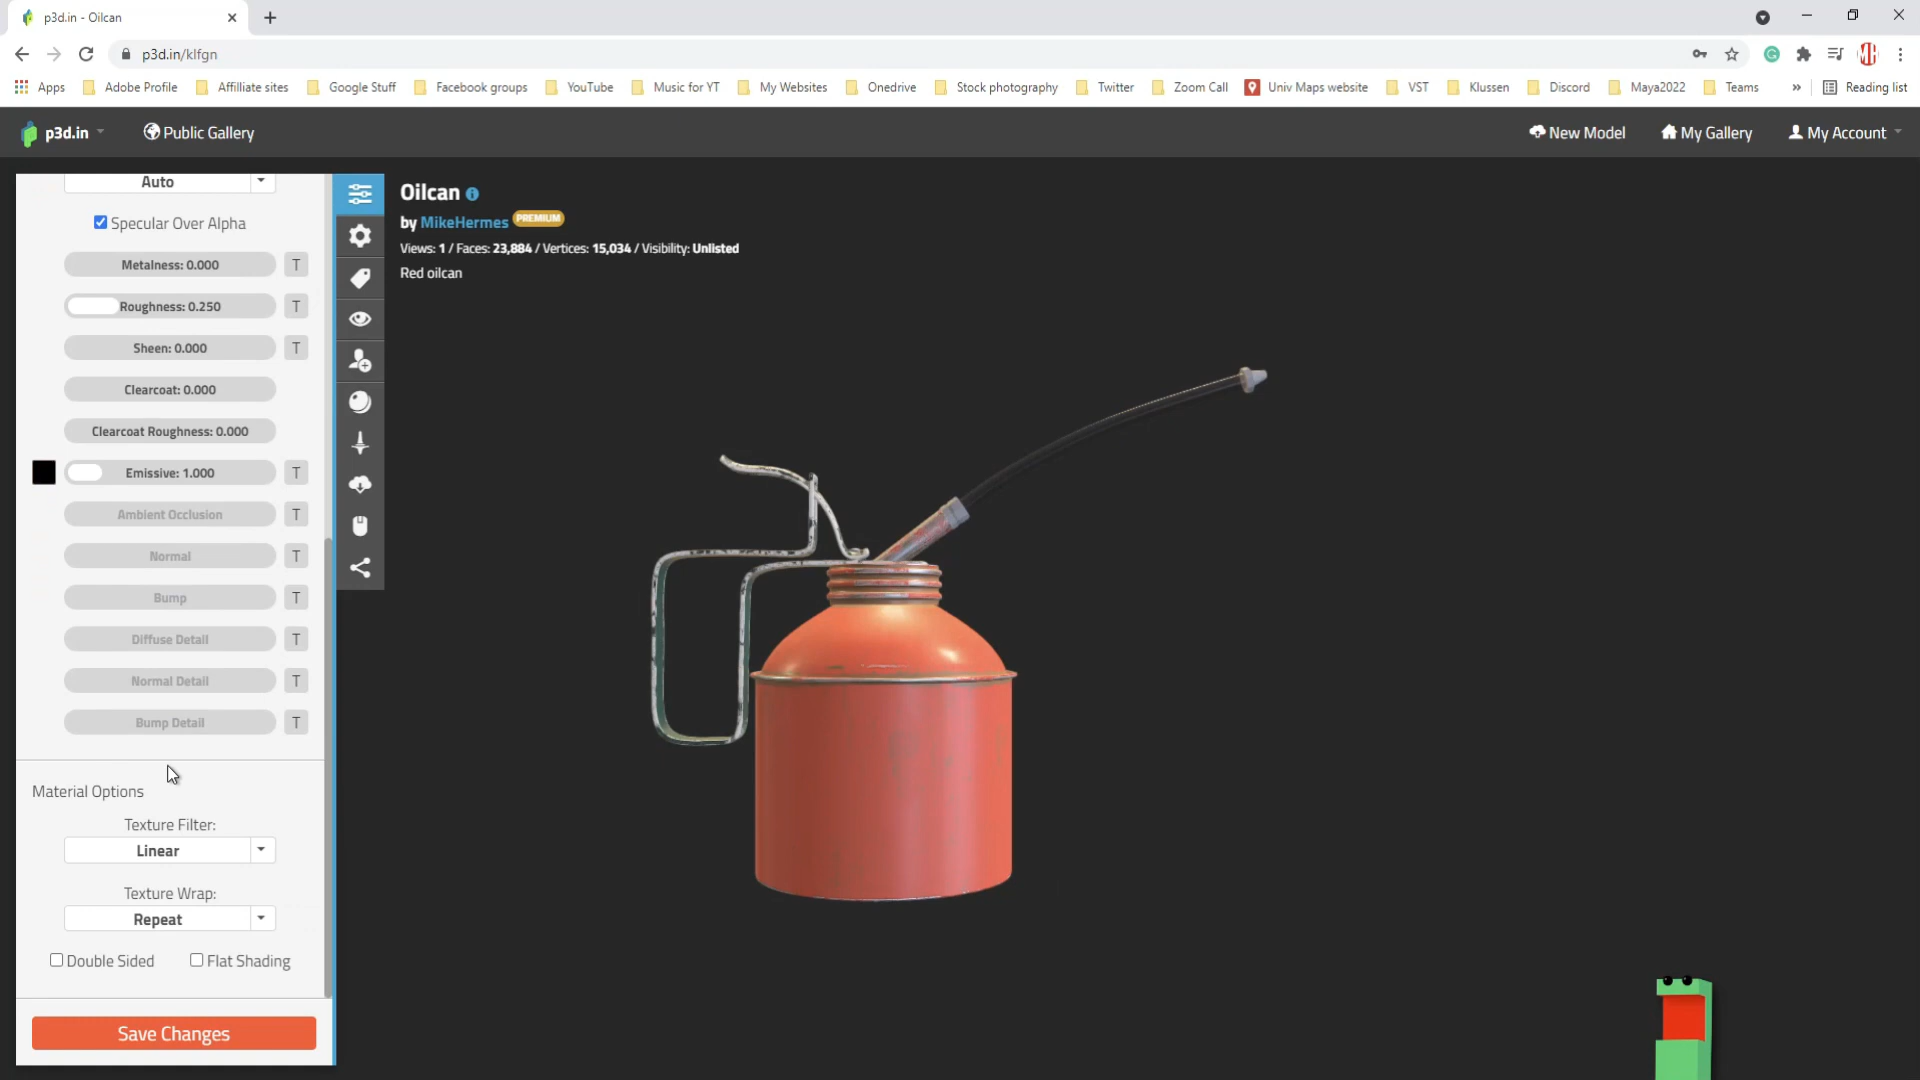 p3d.in - Oilcan
p3d.in/klfgn
Apps Adobe Profile Affilliate sites Google Stuff Facebook groups YouTube Music for YT My Websites Onedrive Stock photography Twitter Zoom Call Univ Maps website VST Klussen Discord Maya2022 Teams » Reading list
p3d.in Public Gallery New Model My Gallery My Account
Auto
Specular Over Alpha
Metalness: 0.000 T
Roughness: 0.250 T
Sheen: 0.000 T
Clearcoat: 0.000
Clearcoat Roughness: 0.000
Emissive: 1.000 T
Ambient Occlusion T
Normal T
Bump T
Diffuse Detail T
Normal Detail T
Bump Detail T
Material Options
Texture Filter:
Linear
Texture Wrap:
Repeat
Double Sided Flat Shading
Save Changes
Oilcan
by MikeHermes PREMIUM
Views: 1 / Faces: 23,884 / Vertices: 15,034 / Visibility: Unlisted
Red oilcan